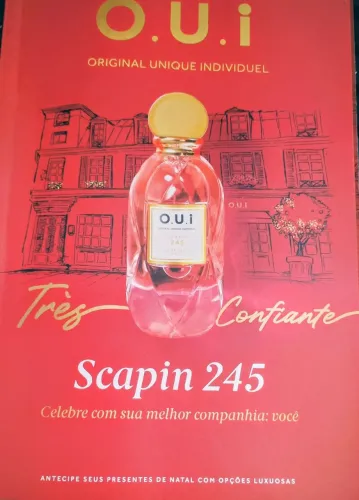 O.U.i
ORIGINAL UNIQUE INDIVIDUEL
O.U.i
O.U.i
245
Très Confiante
Scapin 245
Celebre com sua melhor companhia: você
ANTECIPE SEUS PRESENTES DE NATAL COM OPÇÕES LUXUOSAS